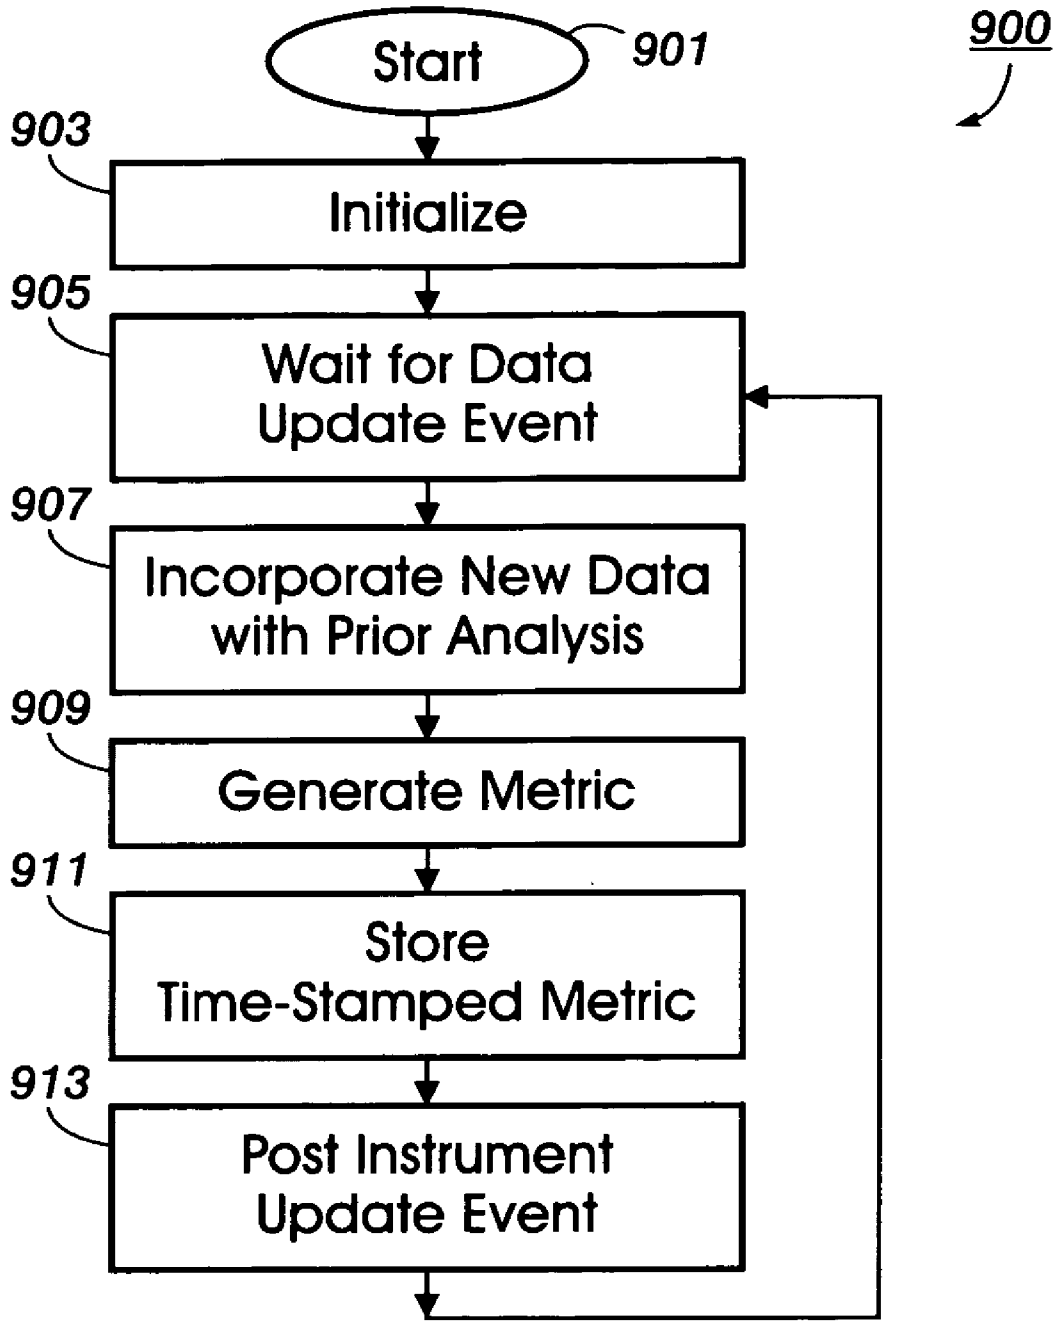 Start
901
900
903
Initialize
905
Wait for Data
Update Event
907
Incorporate New Data
with Prior Analysis
909
Generate Metric
911
Store
Time-Stamped Metric
913
Post Instrument
Update Event